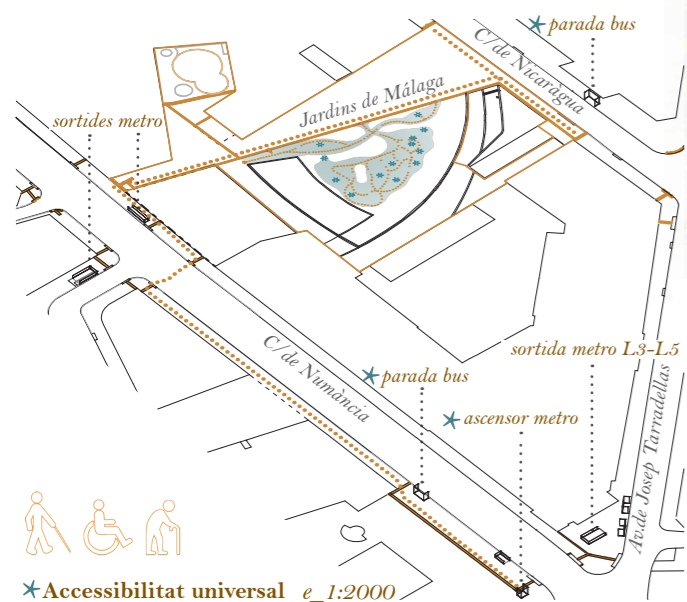 parada bus
C/ de Nicaràgua
Jardins de Málaga
sortides metro
sortida metro L3-L5
C/ de Numància
parada bus
ascensor metro
Av.de Josep Tarradellas
Accessibilitat universal e_1:2000